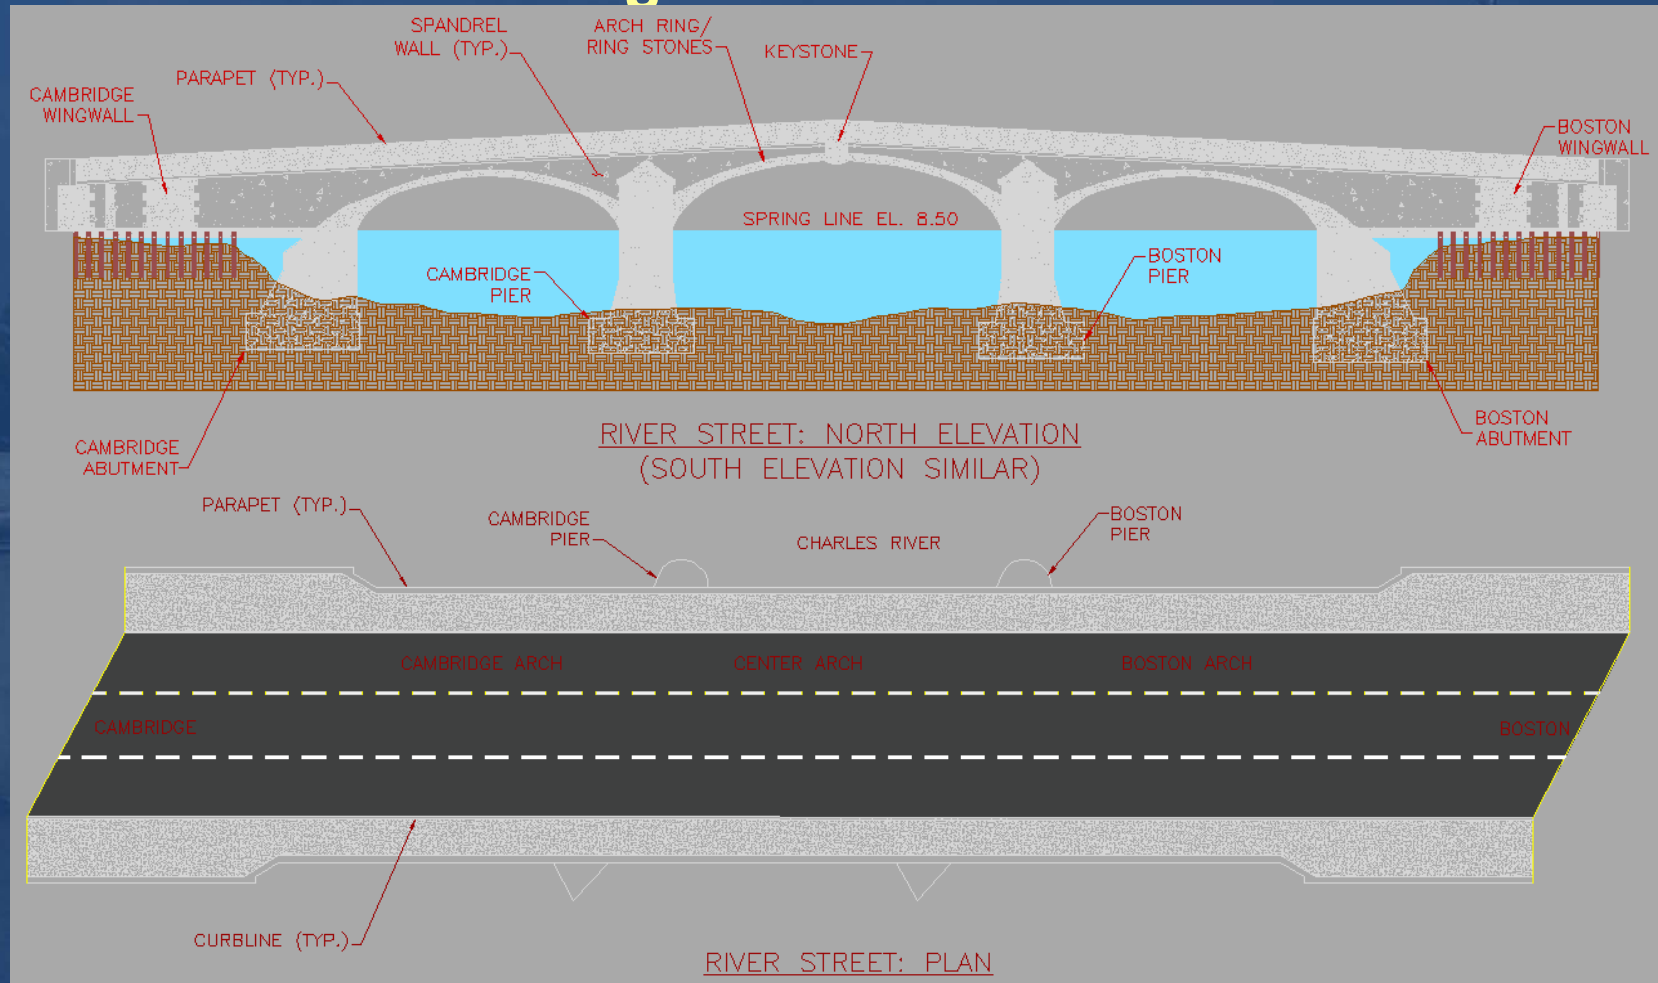 SPANDREL
WALL (TYP.)
ARCH RING/
RING STONES
KEYSTONE
PARAPET (TYP.)
CAMBRIDGE
WINGWALL
BOSTON
WINGWALL
SPRING LINE EL. 8.50
CAMBRIDGE
PIER
BOSTON
PIER
CAMBRIDGE
ABUTMENT
BOSTON
ABUTMENT
RIVER STREET: NORTH ELEVATION
(SOUTH ELEVATION SIMILAR)
PARAPET (TYP.)
CAMBRIDGE
PIER
CHARLES RIVER
BOSTON
PIER
CAMBRIDGE ARCH
CENTER ARCH
BOSTON ARCH
CAMBRIDGE
BOSTON
CURBLINE (TYP.)
RIVER STREET: PLAN